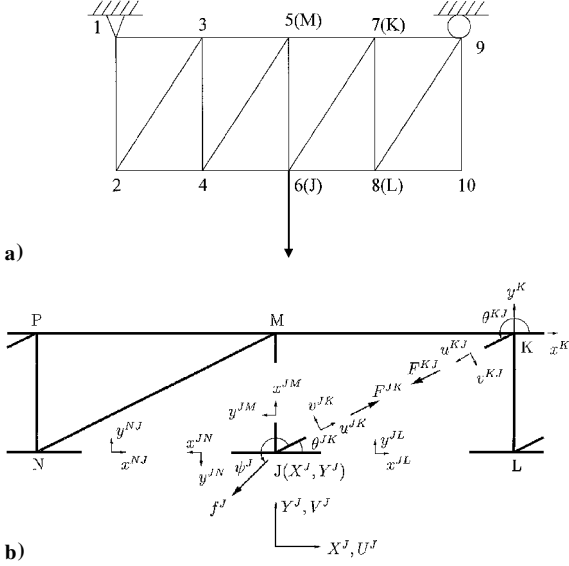 1 3 5(M) 7(K) 9
2 4 6(J) 8(L) 10
a)
y^K
P M θ^{KJ} K x^K
u^{KJ}
F^{KJ} v^{KJ}
x^{JM} F^{JK}
y^{JM} v^{JK} u^{JK}
y^{NJ} x^{JN} θ^{JK} y^{JL}
N x^{NJ} y^{JN} ψ^J J(X^J, Y^J) x^{JL} L
f^J Y^J, V^J
X^J, U^J
b)